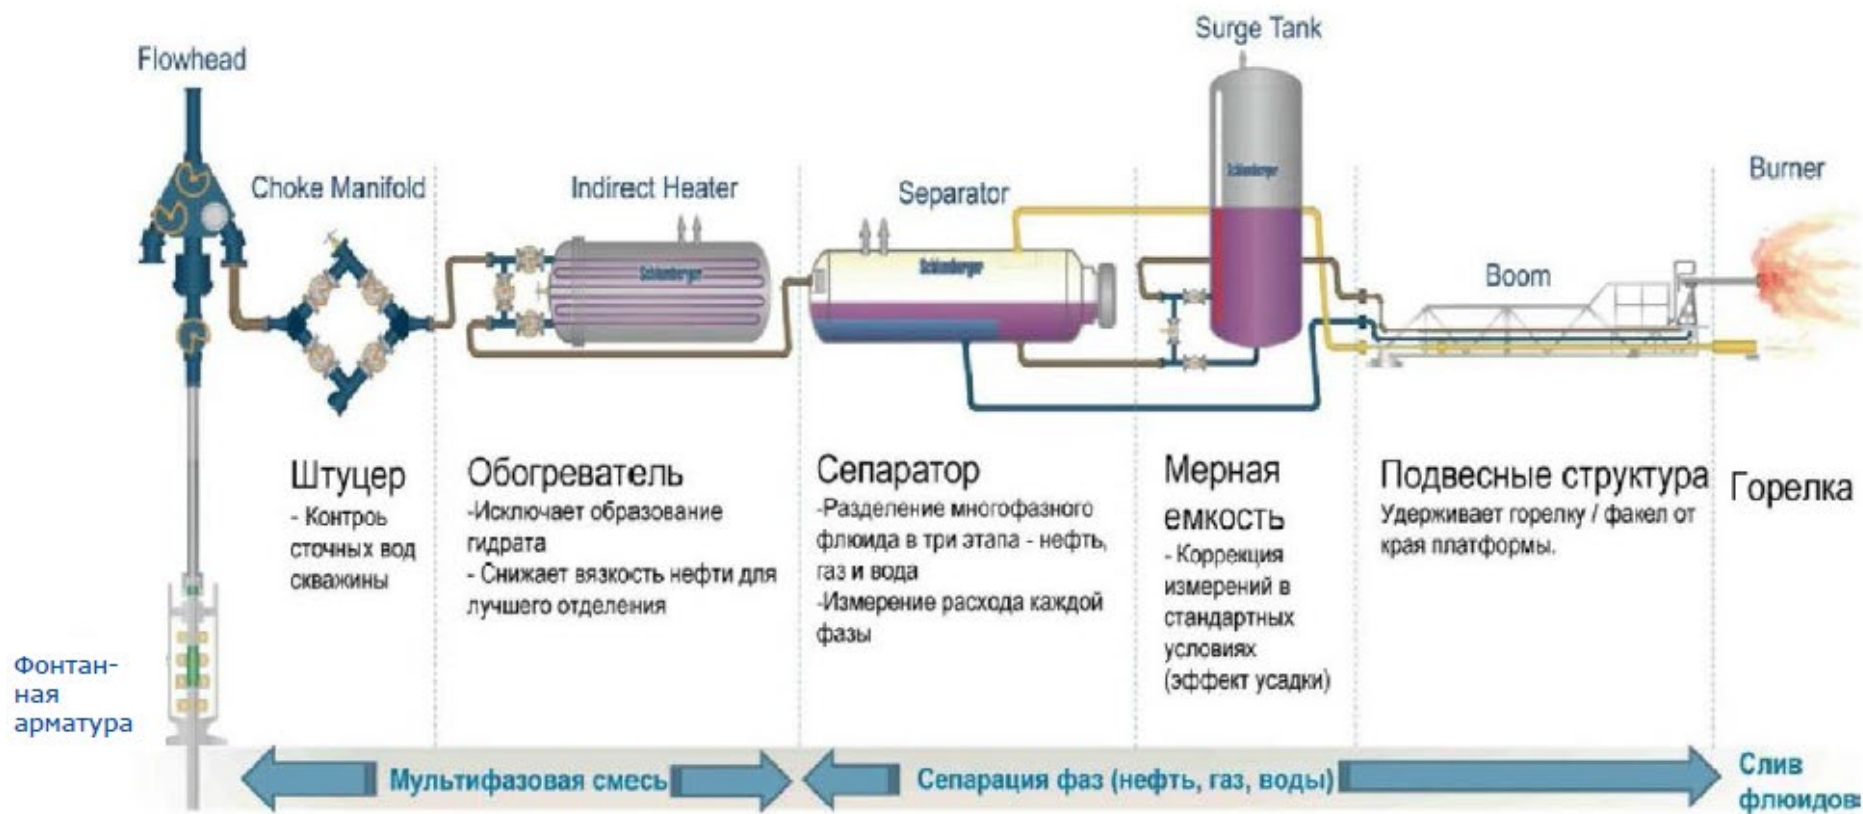 Flowhead
Choke Manifold
Indirect Heater
Schlumberger
Separator
Schlumberger
Surge Tank
Schlumberger
Boom
Burner
Штуцер
- Контроь
сточных вод
скважины
Обогреватель
-Исключает образование
гидрата
- Снижает вязкость нефти для
лучшего отделения
Сепаратор
-Разделение многофазного
флюида в три этапа - нефть,
газ и вода
-Измерение расхода каждой
фазы
Мерная
емкость
- Коррекция
измерений в
стандартных
условиях
(эффект усадки)
Подвесные структура
Удерживает горелку / факел от
края платформы.
Горелка
Фонтан-
ная
арматура
Мультифазовая смесь
Сепарация фаз (нефть, газ, воды)
Слив
флюидов